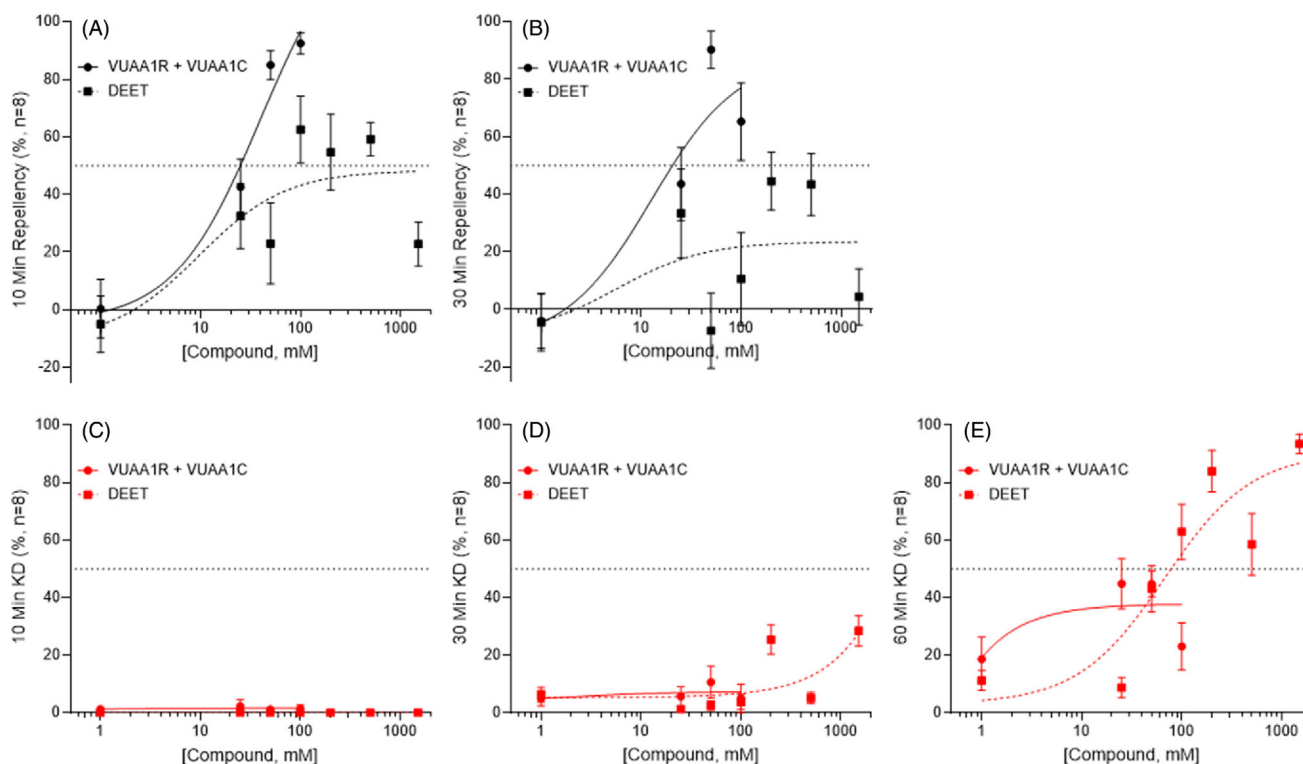 (A)
100
80
60
40
20
0
-20
10 Min Repellency (%, n=8)
VUAA1R + VUAA1C
DEET
10
100
1000
[Compound, mM]
(B)
100
80
60
40
20
0
-20
30 Min Repellency (%, n=8)
VUAA1R + VUAA1C
DEET
10
100
1000
[Compound, mM]
(C)
100
80
60
40
20
0
10 Min KD (%, n=8)
VUAA1R + VUAA1C
DEET
1
10
100
1000
[Compound, mM]
(D)
100
80
60
40
20
0
30 Min KD (%, n=8)
VUAA1R + VUAA1C
DEET
1
10
100
1000
[Compound, mM]
(E)
100
80
60
40
20
0
60 Min KD (%, n=8)
VUAA1R + VUAA1C
DEET
1
10
100
1000
[Compound, mM]